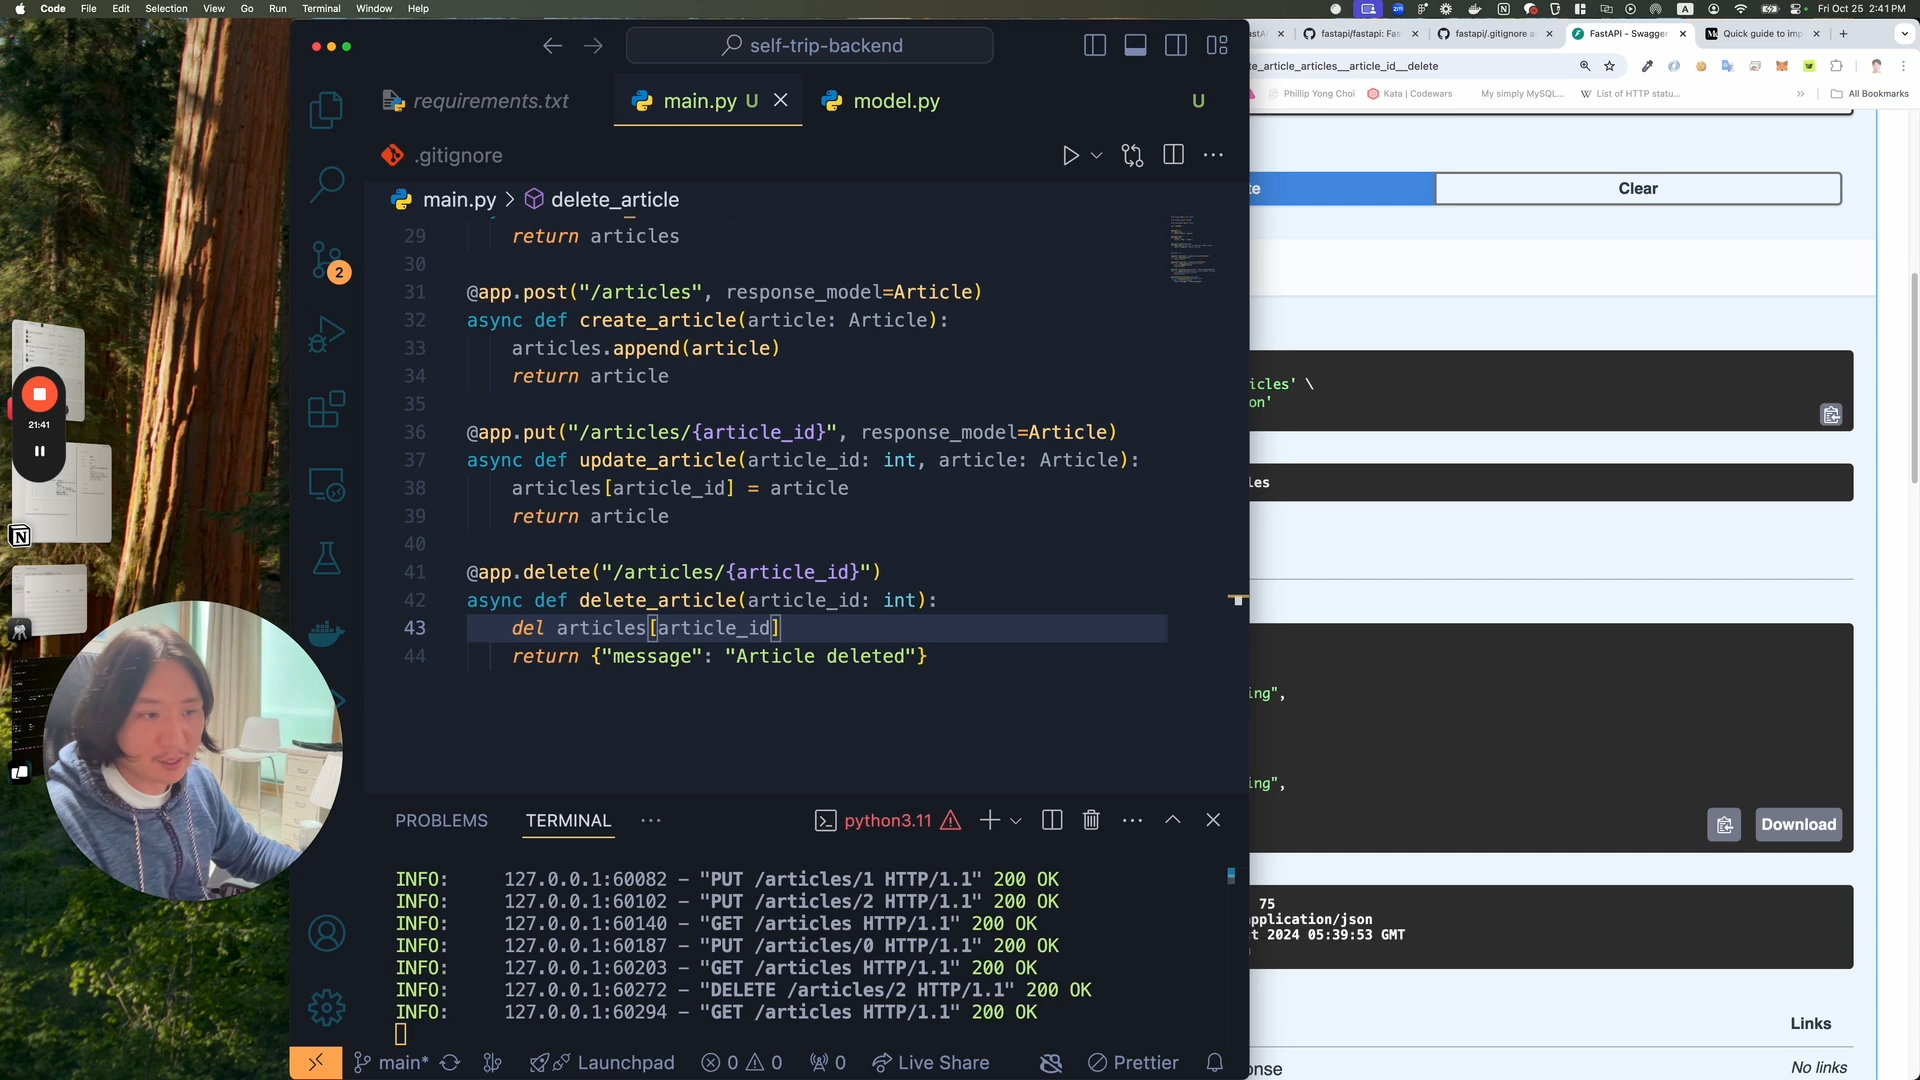 Code File Edit Selection View Go Run Terminal Window Help
Fri Oct 25 2:41 PM
self-trip-backend
fastapi/fastapi: Fas
fastapi/.gitignore a
FastAPI - Swagger
Quick guide to imp
e_article_articles__article_id__delete
Phillip Yong Choi
Kata | Codewars
My simply MySQL...
List of HTTP statu...
All Bookmarks
requirements.txt
main.py U
model.py
U
.gitignore
main.py > delete_article
29 return articles
30
31 @app.post("/articles", response_model=Article)
32 async def create_article(article: Article):
33 articles.append(article)
34 return article
35
36 @app.put("/articles/{article_id}", response_model=Article)
37 async def update_article(article_id: int, article: Article):
38 articles[article_id] = article
39 return article
40
41 @app.delete("/articles/{article_id}")
42 async def delete_article(article_id: int):
43 del articles[article_id]
44 return {"message": "Article deleted"}
2
21:41
PROBLEMS TERMINAL
python3.11
INFO: 127.0.0.1:60082 - "PUT /articles/1 HTTP/1.1" 200 OK
INFO: 127.0.0.1:60102 - "PUT /articles/2 HTTP/1.1" 200 OK
INFO: 127.0.0.1:60140 - "GET /articles HTTP/1.1" 200 OK
INFO: 127.0.0.1:60187 - "PUT /articles/0 HTTP/1.1" 200 OK
INFO: 127.0.0.1:60203 - "GET /articles HTTP/1.1" 200 OK
INFO: 127.0.0.1:60272 - "DELETE /articles/2 HTTP/1.1" 200 OK
INFO: 127.0.0.1:60294 - "GET /articles HTTP/1.1" 200 OK
main* Launchpad 0 0 0 Live Share Prettier
te
Clear
icles' \
on'
les
ing",
ing",
Download
75
pplication/json
t 2024 05:39:53 GMT
Links
onse
No links